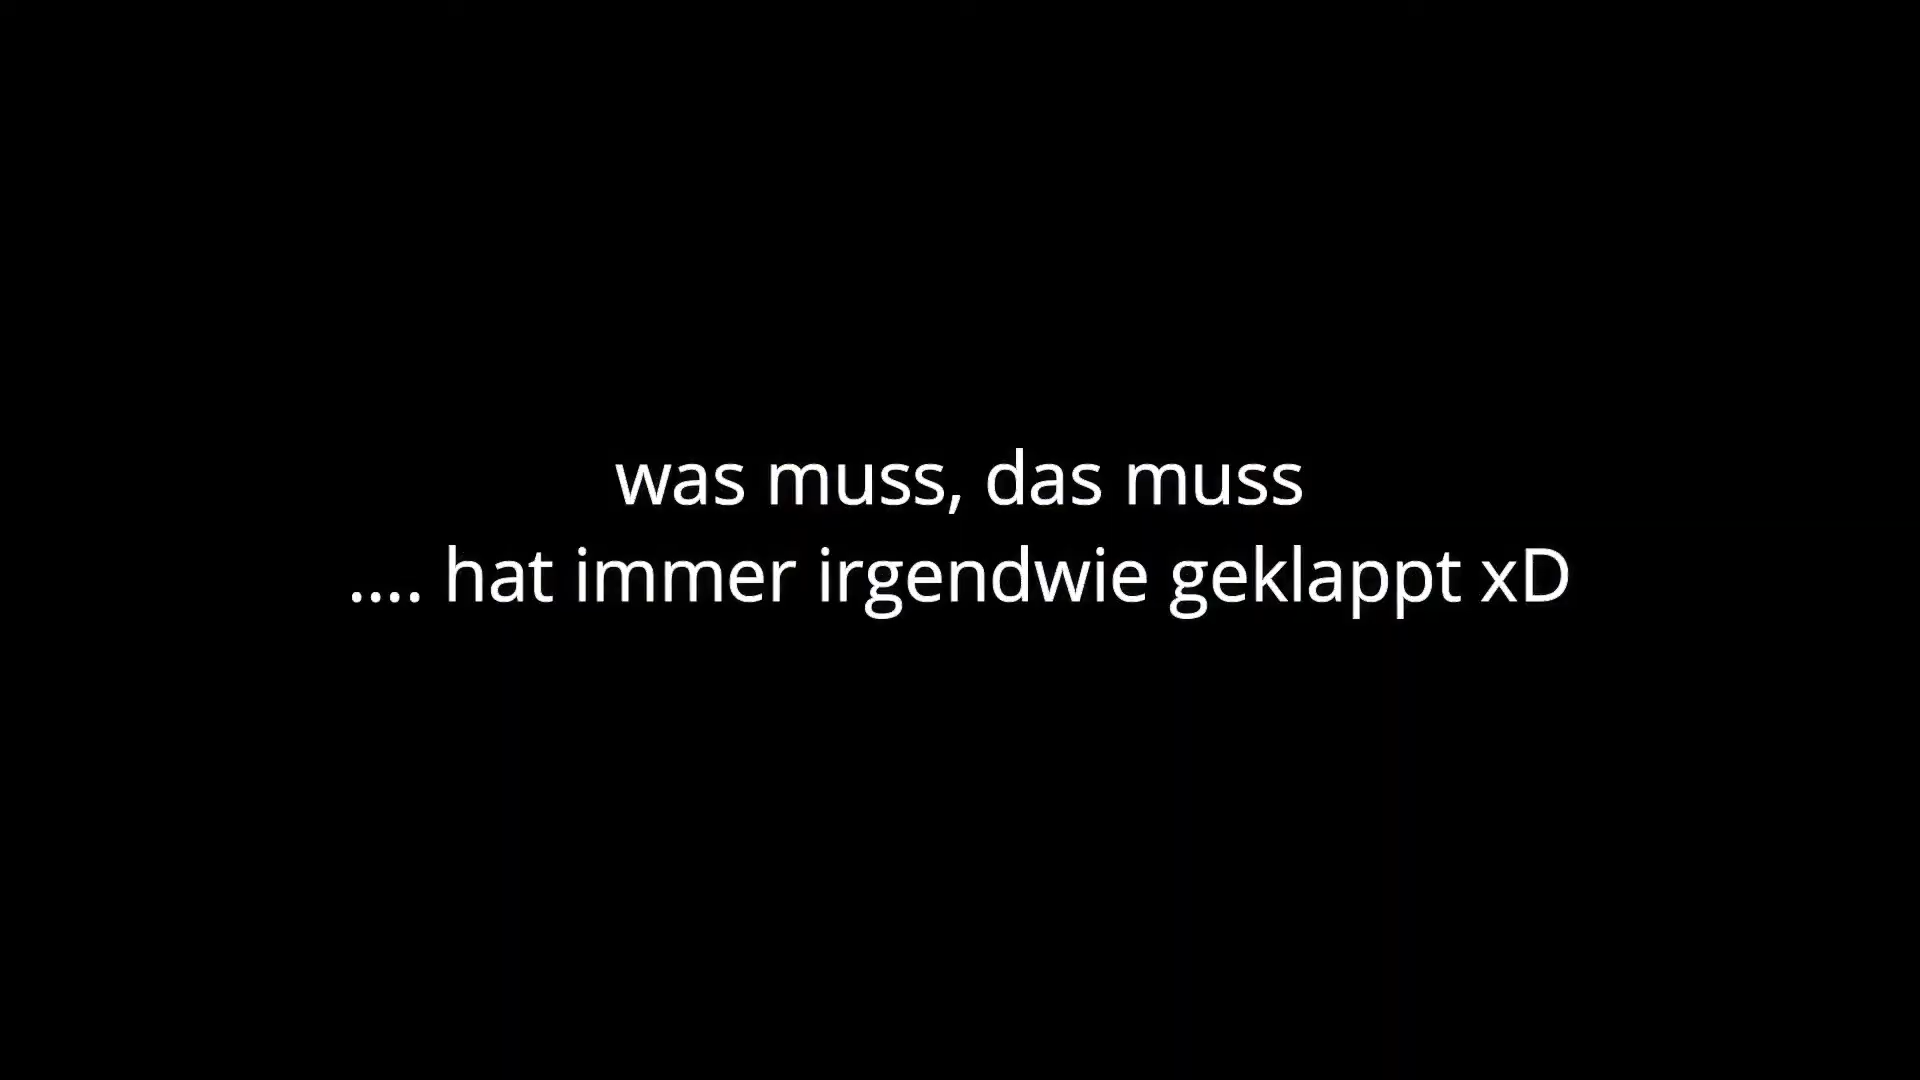 was muss, das muss
.... hat immer irgendwie geklappt xD